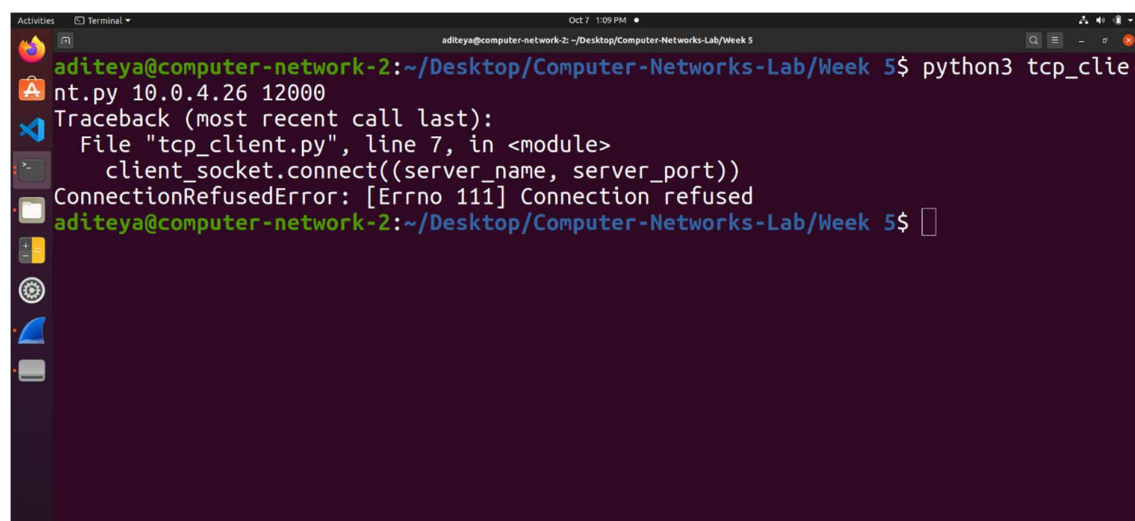 Activities Terminal Oct 7 1:09 PM
aditeya@computer-network-2: ~/Desktop/Computer-Networks-Lab/Week 5
aditeya@computer-network-2:~/Desktop/Computer-Networks-Lab/Week 5$ python3 tcp_clie
nt.py 10.0.4.26 12000
Traceback (most recent call last):
  File "tcp_client.py", line 7, in <module>
    client_socket.connect((server_name, server_port))
ConnectionRefusedError: [Errno 111] Connection refused
aditeya@computer-network-2:~/Desktop/Computer-Networks-Lab/Week 5$